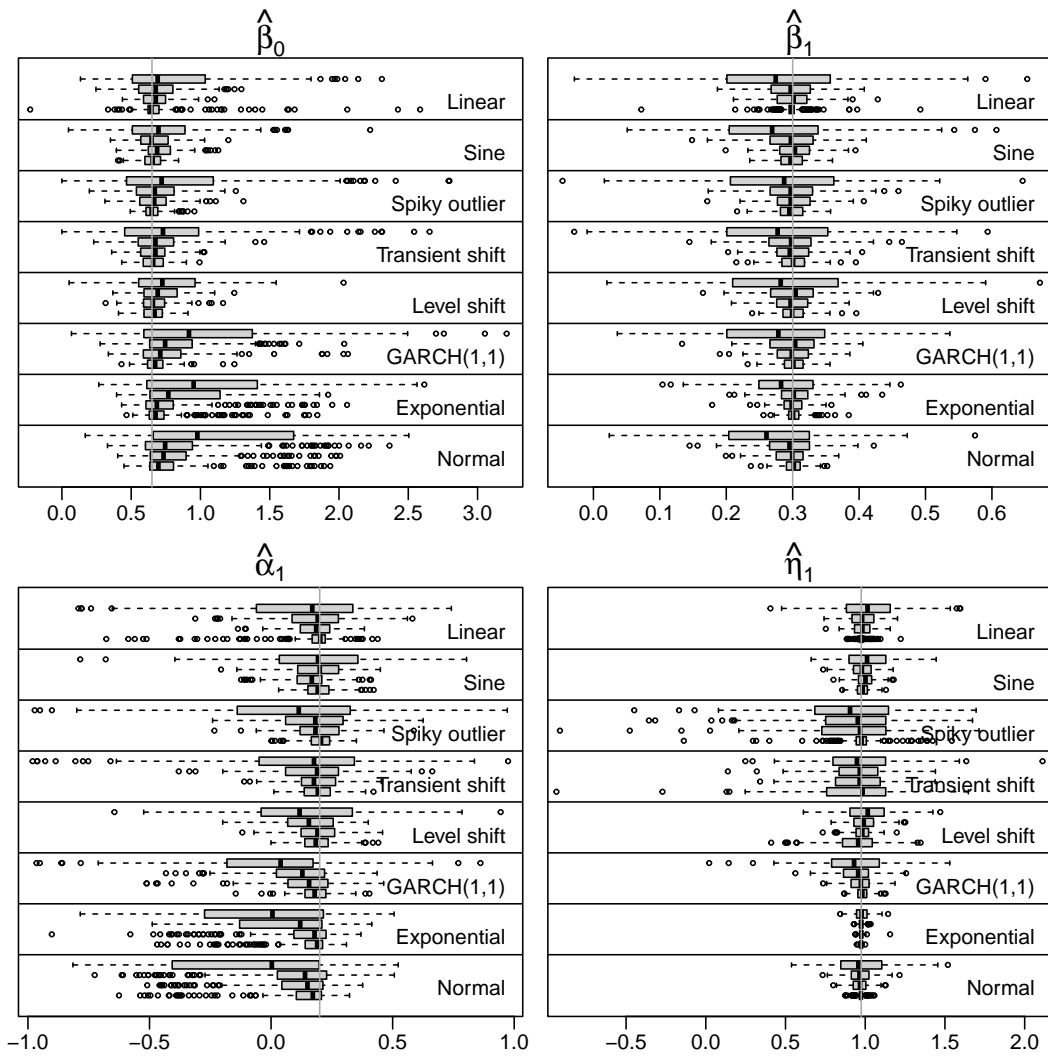 β̂₀
Linear
Sine
Spiky outlier
Transient shift
Level shift
GARCH(1,1)
Exponential
Normal
0.0 0.5 1.0 1.5 2.0 2.5 3.0
β̂₁
Linear
Sine
Spiky outlier
Transient shift
Level shift
GARCH(1,1)
Exponential
Normal
0.0 0.1 0.2 0.3 0.4 0.5 0.6
α̂₁
Linear
Sine
Spiky outlier
Transient shift
Level shift
GARCH(1,1)
Exponential
Normal
−1.0 −0.5 0.0 0.5 1.0
η̂₁
Linear
Sine
Spiky outlier
Transient shift
Level shift
GARCH(1,1)
Exponential
Normal
−0.5 0.0 0.5 1.0 1.5 2.0